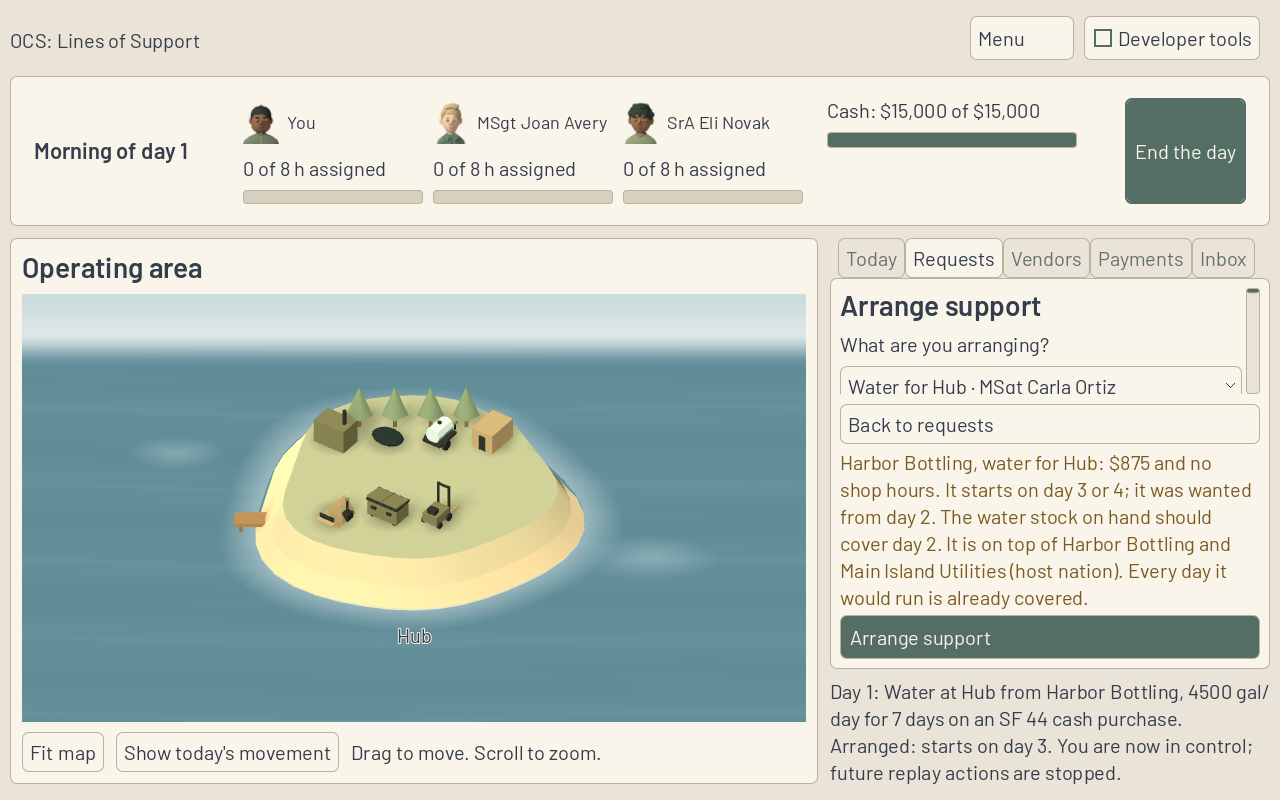 OCS: Lines of Support
Menu
Developer tools
Morning of day 1
You
0 of 8 h assigned
MSgt Joan Avery
0 of 8 h assigned
SrA Eli Novak
0 of 8 h assigned
Cash: $15,000 of $15,000
End the day
Operating area
Hub
Fit map
Show today's movement
Drag to move. Scroll to zoom.
Today
Requests
Vendors
Payments
Inbox
Arrange support
What are you arranging?
Water for Hub · MSgt Carla Ortiz
Back to requests
Harbor Bottling, water for Hub: $875 and no
shop hours. It starts on day 3 or 4; it was wanted
from day 2. The water stock on hand should
cover day 2. It is on top of Harbor Bottling and
Main Island Utilities (host nation). Every day it
would run is already covered.
Arrange support
Day 1: Water at Hub from Harbor Bottling, 4500 gal/
day for 7 days on an SF 44 cash purchase.
Arranged: starts on day 3. You are now in control;
future replay actions are stopped.